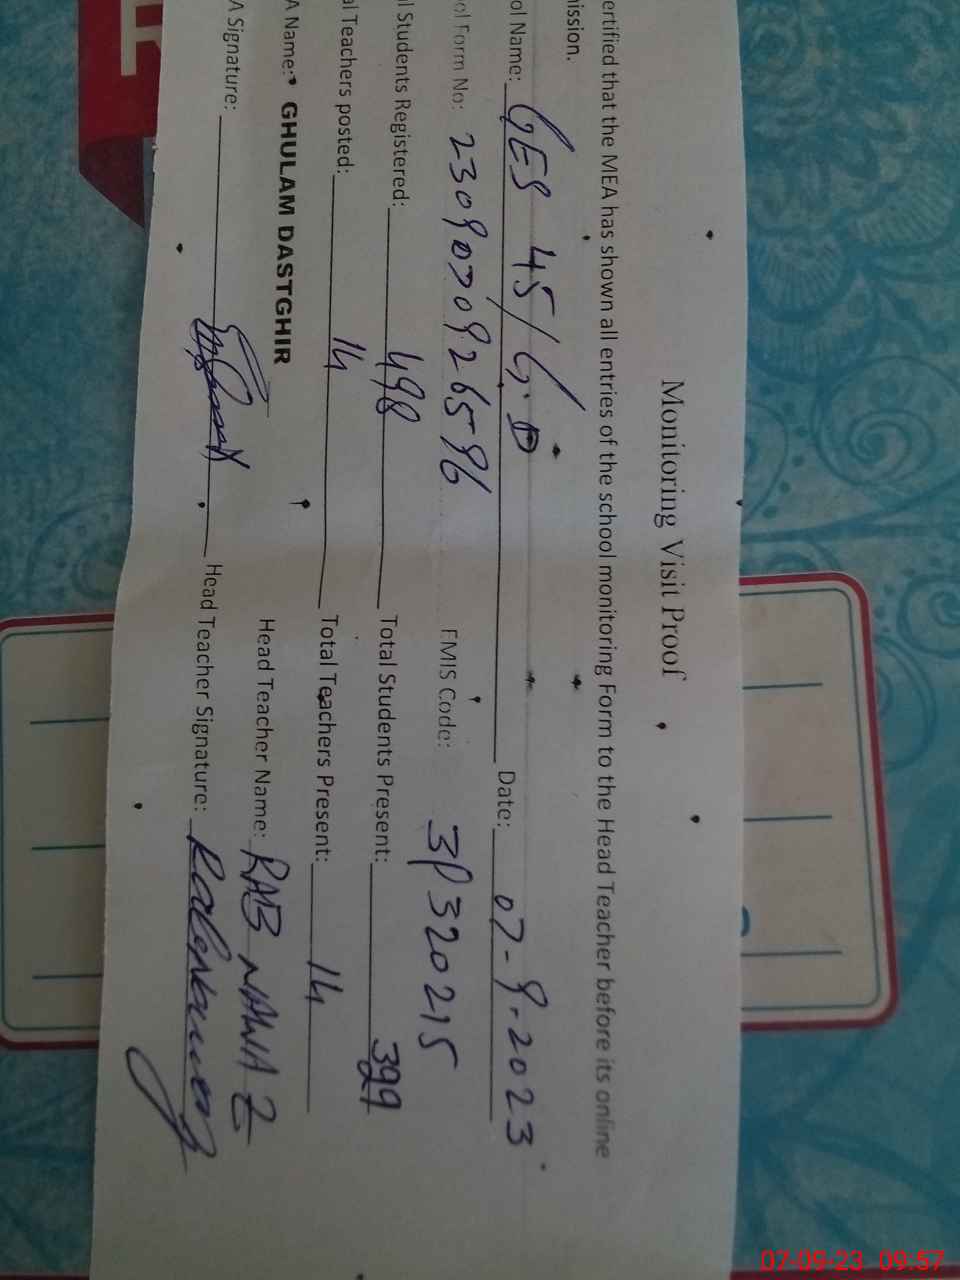 Monitoring Visit Proof
ertified that the MEA has shown all entries of the school monitoring Form to the Head Teacher before its online
nission.
ol Name: GES 45/G.D Date: 07-9-2023
ol Form No: 2309070926596 EMIS Code: 39320215
l Students Registered: 498 Total Students Present: 399
al Teachers posted: 14 Total Teachers Present: 14
A Name: GHULAM DASTGHIR Head Teacher Name: RAB NAWAZ
A Signature: Head Teacher Signature:
07-09-23 09:57